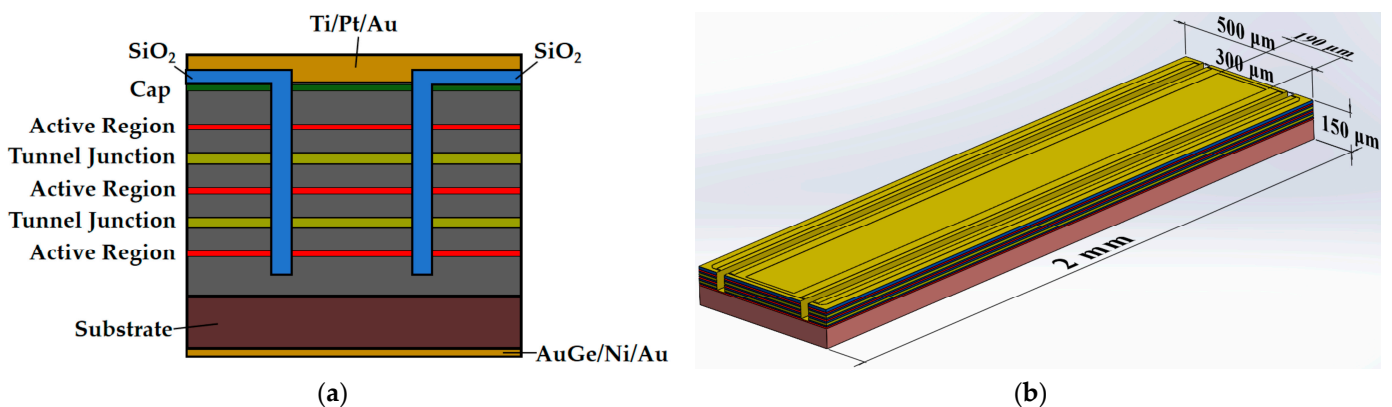 Ti/Pt/Au
SiO₂
SiO₂
Cap
Active Region
Tunnel Junction
Active Region
Tunnel Junction
Active Region
Substrate
AuGe/Ni/Au
(a)
500 μm
190 μm
300 μm
150 μm
2 mm
(b)